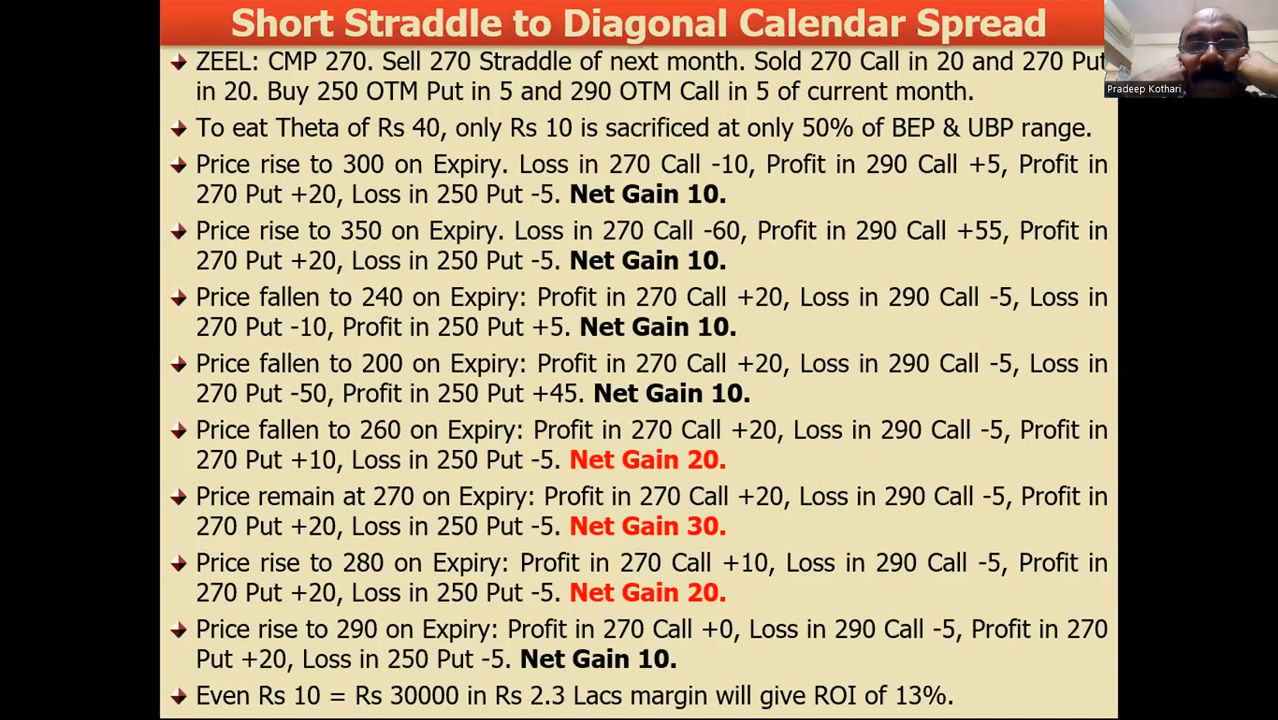 Short Straddle to Diagonal Calendar Spread
ZEEL: CMP 270. Sell 270 Straddle of next month. Sold 270 Call in 20 and 270 Put
in 20. Buy 250 OTM Put in 5 and 290 OTM Call in 5 of current month.
To eat Theta of Rs 40, only Rs 10 is sacrificed at only 50% of BEP & UBP range.
Price rise to 300 on Expiry. Loss in 270 Call -10, Profit in 290 Call +5, Profit in
270 Put +20, Loss in 250 Put -5. Net Gain 10.
Price rise to 350 on Expiry. Loss in 270 Call -60, Profit in 290 Call +55, Profit in
270 Put +20, Loss in 250 Put -5. Net Gain 10.
Price fallen to 240 on Expiry: Profit in 270 Call +20, Loss in 290 Call -5, Loss in
270 Put -10, Profit in 250 Put +5. Net Gain 10.
Price fallen to 200 on Expiry: Profit in 270 Call +20, Loss in 290 Call -5, Loss in
270 Put -50, Profit in 250 Put +45. Net Gain 10.
Price fallen to 260 on Expiry: Profit in 270 Call +20, Loss in 290 Call -5, Profit in
270 Put +10, Loss in 250 Put -5. Net Gain 20.
Price remain at 270 on Expiry: Profit in 270 Call +20, Loss in 290 Call -5, Profit in
270 Put +20, Loss in 250 Put -5. Net Gain 30.
Price rise to 280 on Expiry: Profit in 270 Call +10, Loss in 290 Call -5, Profit in
270 Put +20, Loss in 250 Put -5. Net Gain 20.
Price rise to 290 on Expiry: Profit in 270 Call +0, Loss in 290 Call -5, Profit in 270
Put +20, Loss in 250 Put -5. Net Gain 10.
Even Rs 10 = Rs 30000 in Rs 2.3 Lacs margin will give ROI of 13%.
Pradeep Kothari